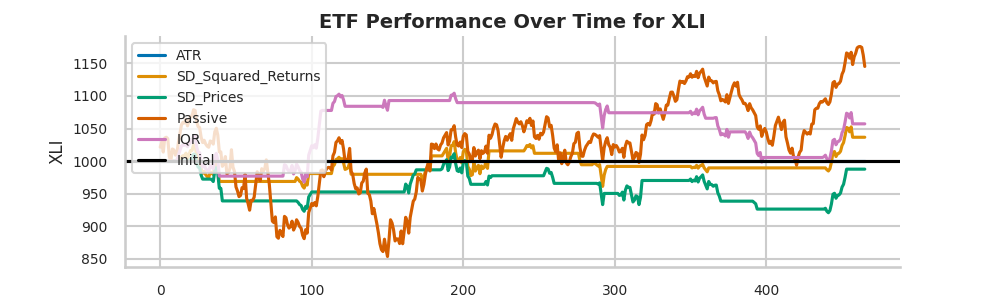 ETF Performance Over Time for XLI
XLI
1150
1100
1050
1000
950
900
850
ATR
SD_Squared_Returns
SD_Prices
Passive
IQR
Initial
0
100
200
300
400